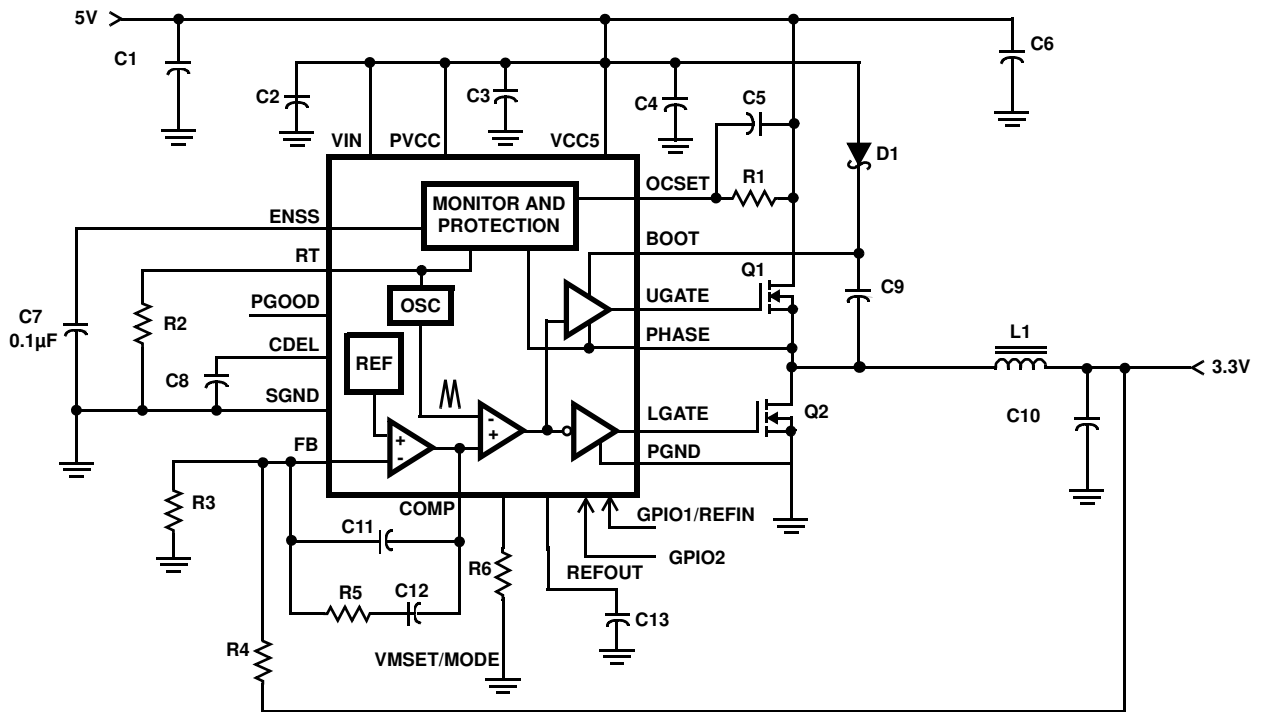 5V
C1
C6
C2
C3
C4
C5
VIN
PVCC
VCC5
D1
OCSET
R1
MONITOR AND
PROTECTION
ENSS
BOOT
RT
Q1
C9
OSC
UGATE
PGOOD
C7
0.1µF
R2
L1
PHASE
CDEL
REF
3.3V
C8
SGND
LGATE
Q2
C10
-
+
+
-
FB
PGND
R3
COMP
GPIO1/REFIN
C11
GPIO2
R6
REFOUT
R5
C12
C13
R4
VMSET/MODE